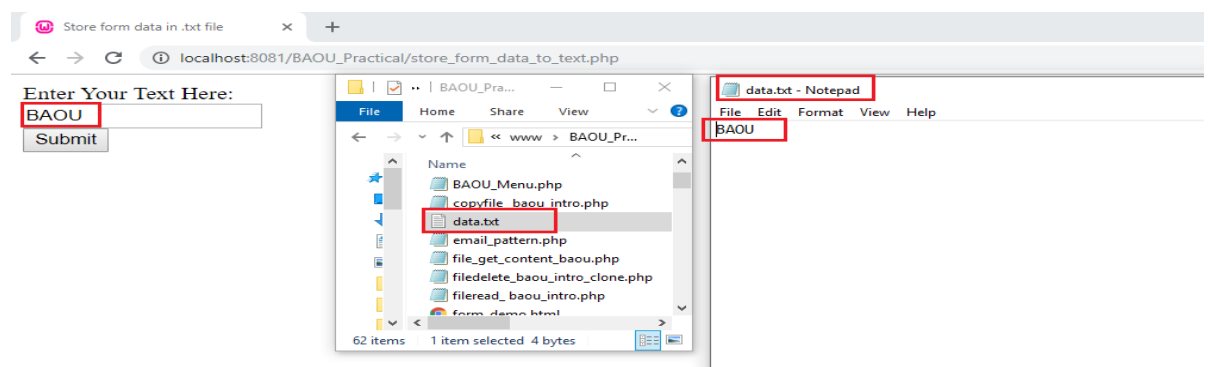 Store form data in .txt file
localhost:8081/BAOU_Practical/store_form_data_to_text.php
Enter Your Text Here:
BAOU
Submit
BAOU_Pra...
File Home Share View
« www > BAOU_Pr...
Name
BAOU_Menu.php
copyfile_baou_intro.php
data.txt
email_pattern.php
file_get_content_baou.php
filedelete_baou_intro_clone.php
fileread_baou_intro.php
form_demo.html
62 items 1 item selected 4 bytes
data.txt - Notepad
File Edit Format View Help
BAOU